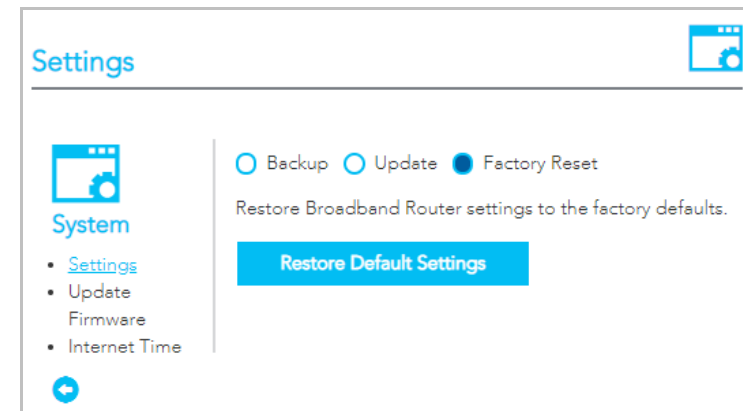 Settings
System
Settings
Update
Firmware
Internet Time
Backup Update Factory Reset
Restore Broadband Router settings to the factory defaults.
Restore Default Settings